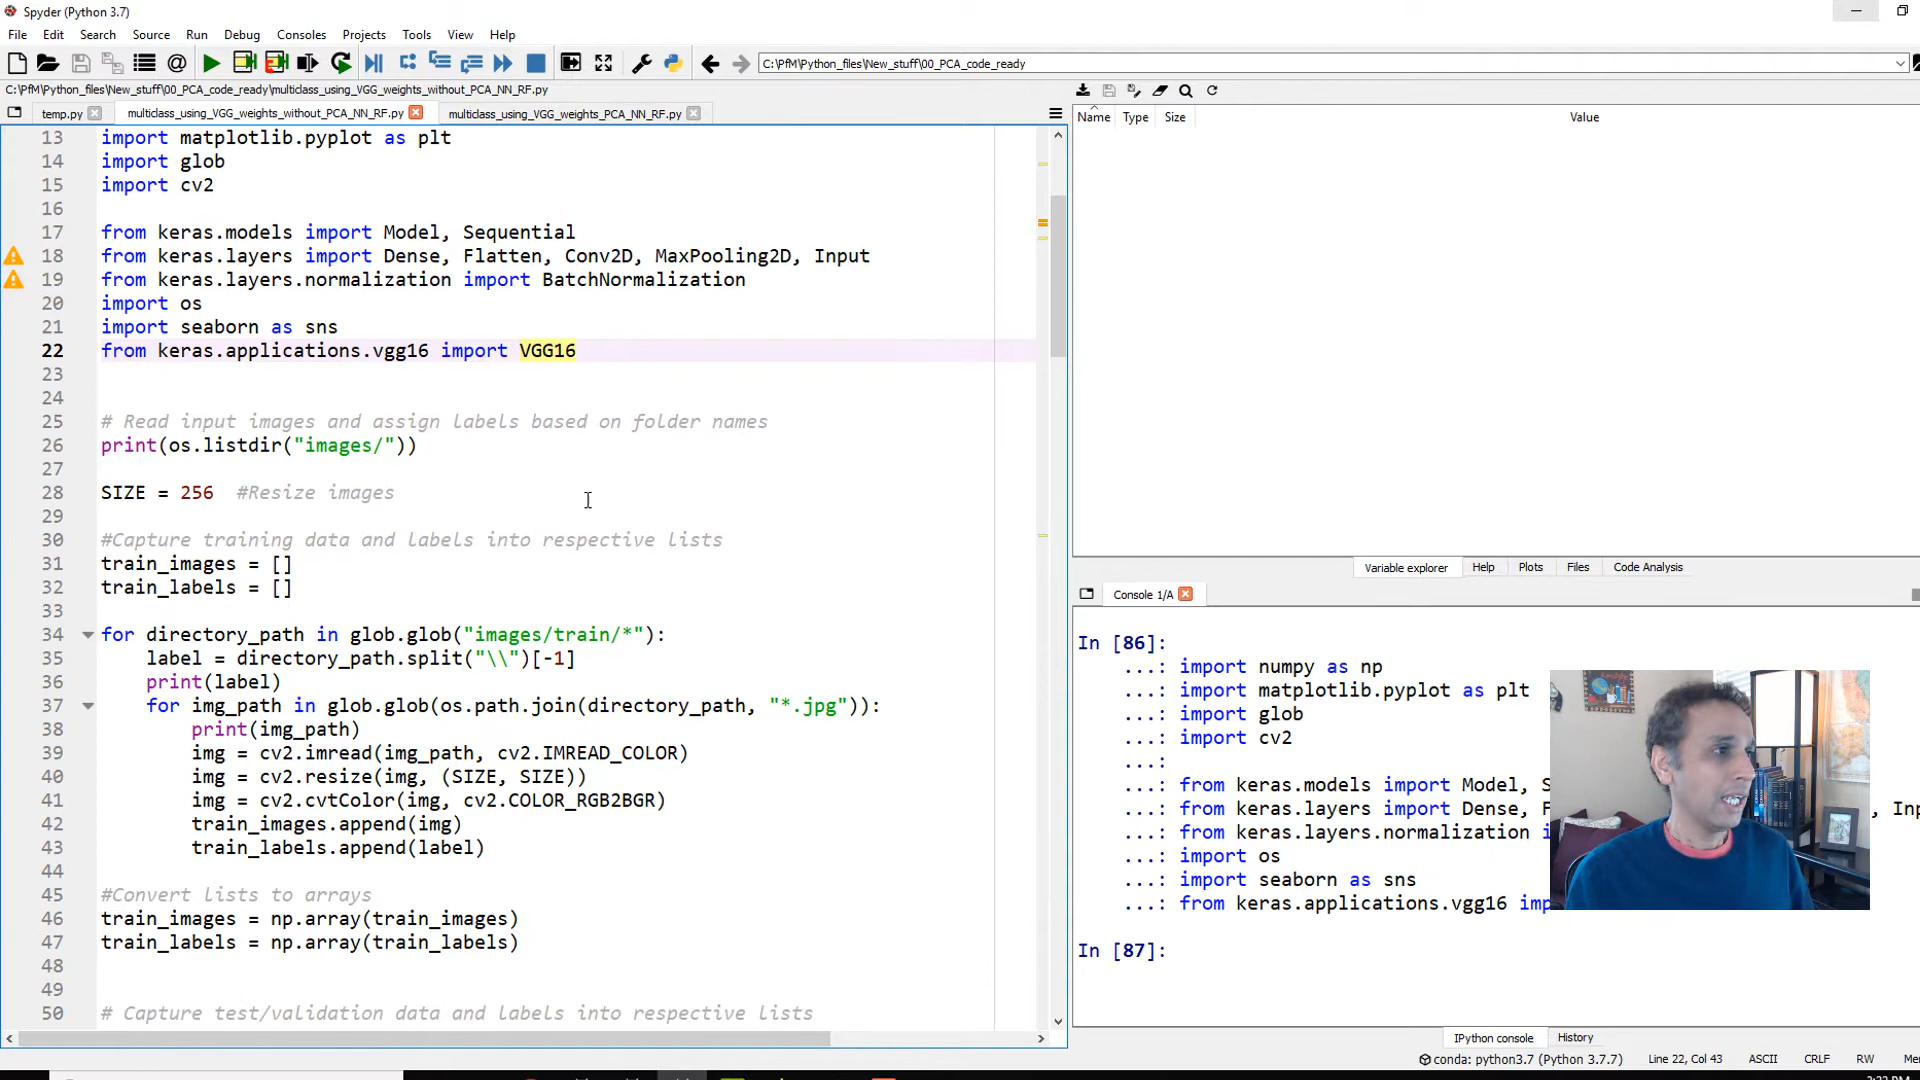 Spyder (Python 3.7)
File Edit Search Source Run Debug Consoles Projects Tools View Help
C:\PfM\Python_files\New_stuff\00_PCA_code_ready
C:\PfM\Python_files\New_stuff\00_PCA_code_ready\multiclass_using_VGG_weights_without_PCA_NN_RF.py
temp.py multiclass_using_VGG_weights_without_PCA_NN_RF.py multiclass_using_VGG_weights_PCA_NN_RF.py
13 import matplotlib.pyplot as plt
14 import glob
15 import cv2
16
17 from keras.models import Model, Sequential
18 from keras.layers import Dense, Flatten, Conv2D, MaxPooling2D, Input
19 from keras.layers.normalization import BatchNormalization
20 import os
21 import seaborn as sns
22 from keras.applications.vgg16 import VGG16
23
24
25 # Read input images and assign labels based on folder names
26 print(os.listdir("images/"))
27
28 SIZE = 256  #Resize images
29
30 #Capture training data and labels into respective lists
31 train_images = []
32 train_labels = []
33
34 for directory_path in glob.glob("images/train/*"):
35     label = directory_path.split("\\")[-1]
36     print(label)
37     for img_path in glob.glob(os.path.join(directory_path, "*.jpg")):
38         print(img_path)
39         img = cv2.imread(img_path, cv2.IMREAD_COLOR)
40         img = cv2.resize(img, (SIZE, SIZE))
41         img = cv2.cvtColor(img, cv2.COLOR_RGB2BGR)
42         train_images.append(img)
43         train_labels.append(label)
44
45 #Convert lists to arrays
46 train_images = np.array(train_images)
47 train_labels = np.array(train_labels)
48
49
50 # Capture test/validation data and labels into respective lists
Name Type Size Value
Variable explorer Help Plots Files Code Analysis
Console 1/A
In [86]:
...: import numpy as np
...: import matplotlib.pyplot as plt
...: import glob
...: import cv2
...:
...: from keras.models import Model, S
...: from keras.layers import Dense, F , Inp
...: from keras.layers.normalization i
...: import os
...: import seaborn as sns
...: from keras.applications.vgg16 imp
In [87]:
IPython console History
conda: python3.7 (Python 3.7.7) Line 22, Col 43 ASCII CRLF RW Me